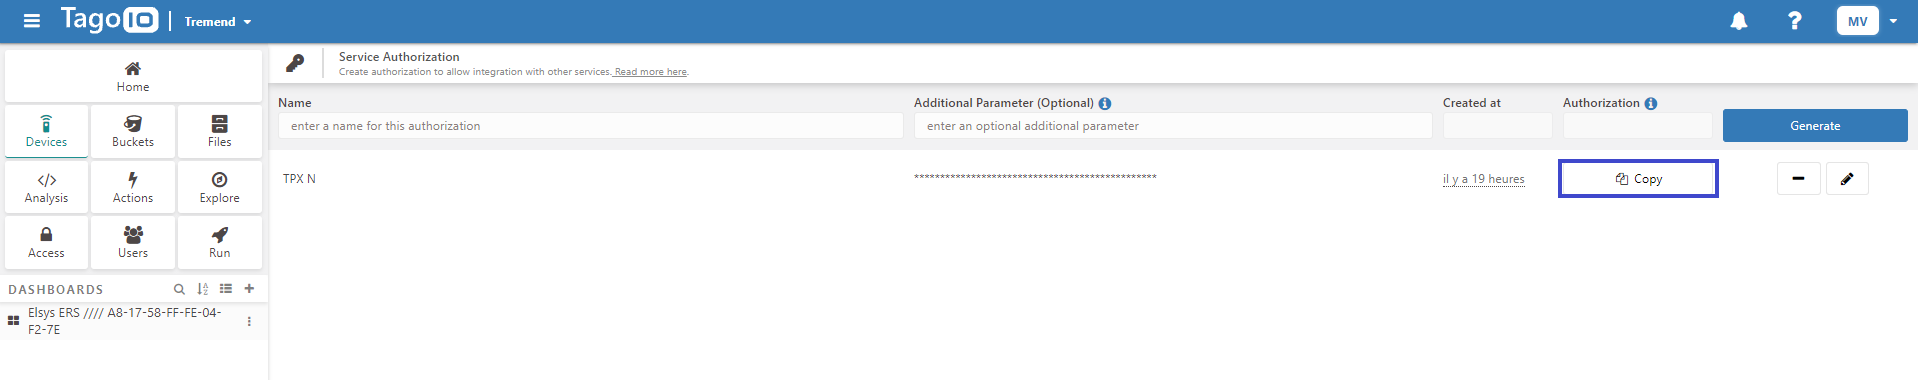 TagoIO
Tremend
MV
Home
Devices
Buckets
Files
Analysis
Actions
Explore
Access
Users
Run
DASHBOARDS
Elsys ERS //// A8-17-58-FF-FE-04-
F2-7E
Service Authorization
Create authorization to allow integration with other services. Read more here.
Name
Additional Parameter (Optional)
Created at
Authorization
enter a name for this authorization
enter an optional additional parameter
Generate
TPX N
***********************************************
il y a 19 heures
Copy